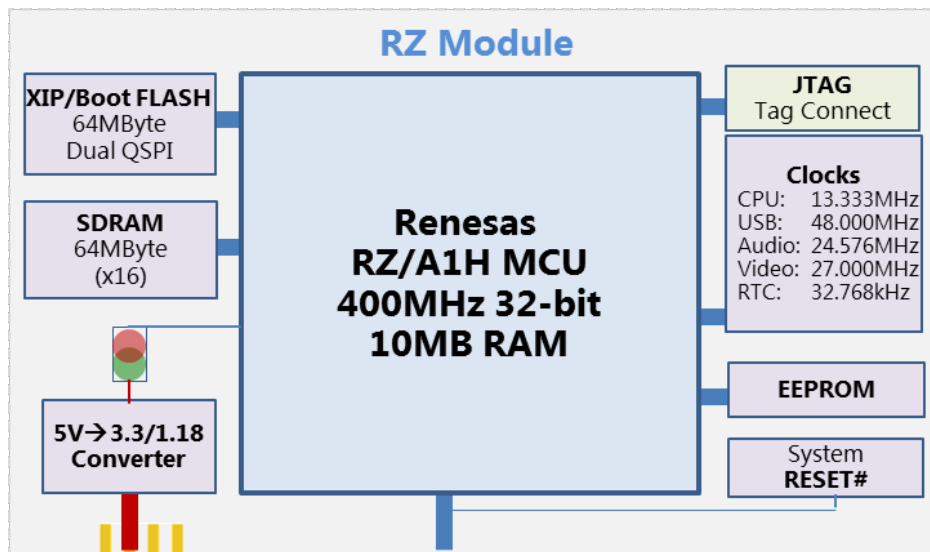 RZ Module
XIP/Boot FLASH
64MByte
Dual QSPI
SDRAM
64MByte
(x16)
5V→3.3/1.18
Converter
Renesas
RZ/A1H MCU
400MHz 32-bit
10MB RAM
JTAG
Tag Connect
Clocks
CPU: 13.333MHz
USB: 48.000MHz
Audio: 24.576MHz
Video: 27.000MHz
RTC: 32.768kHz
EEPROM
System
RESET#